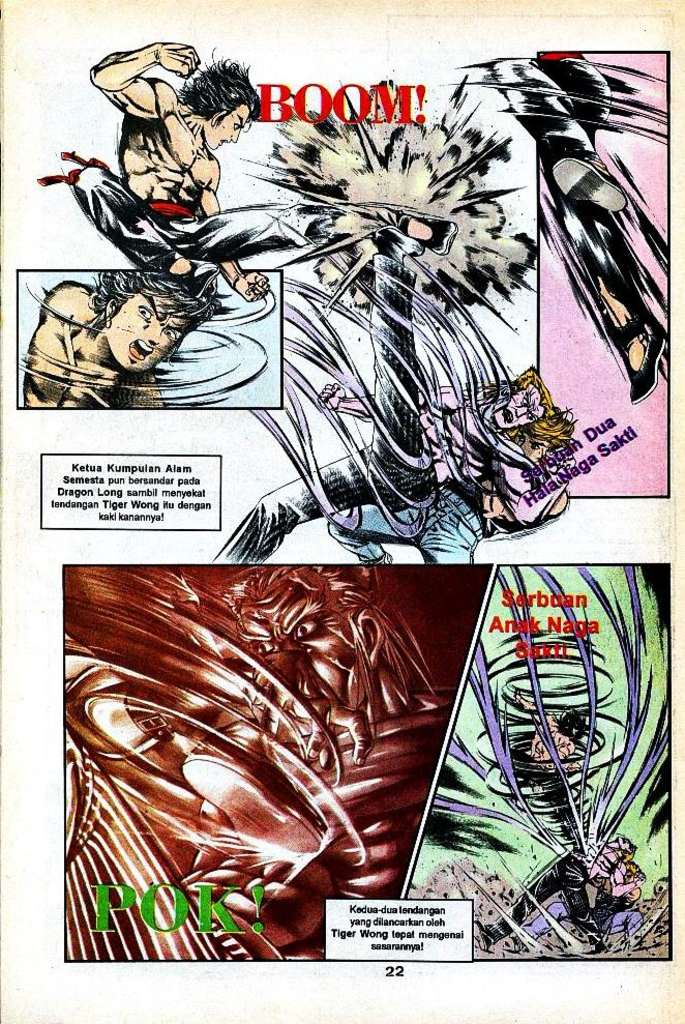 BOOM!
Serbuan Dua
Hala Naga Sakti
Ketua Kumpulan Alam
Semesta pun bersandar pada
Dragon Long sambil menyekat
tendangan Tiger Wong itu dengan
kaki kanannya!
Serbuan
Anak Naga
Sakti
POK!
Kedua-dua tendangan
yang dilancarkan oleh
Tiger Wong tepat mengenai
sasarannya!
22